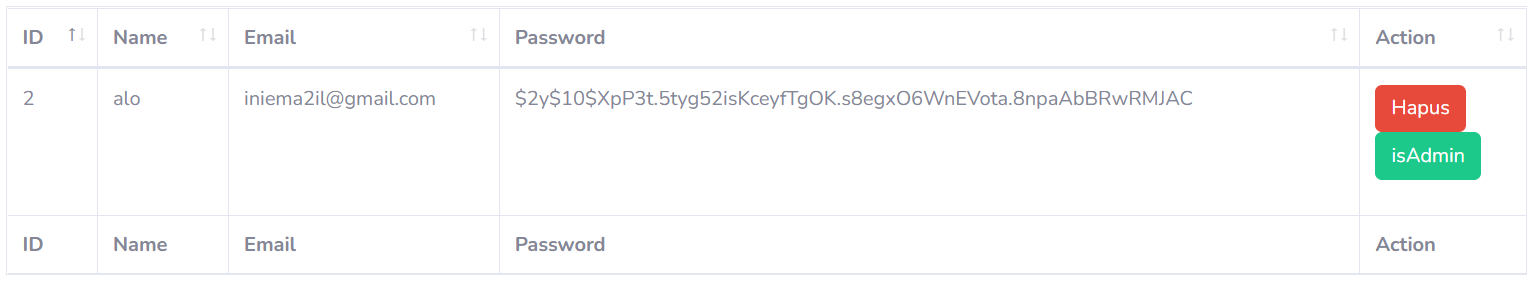 ID Name Email Password Action
2 alo iniema2il@gmail.com $2y$10$XpP3t.5tyg52isKceyfTgOK.s8egxO6WnEVota.8npaAbBRwRMJAC Hapus
isAdmin
ID Name Email Password Action